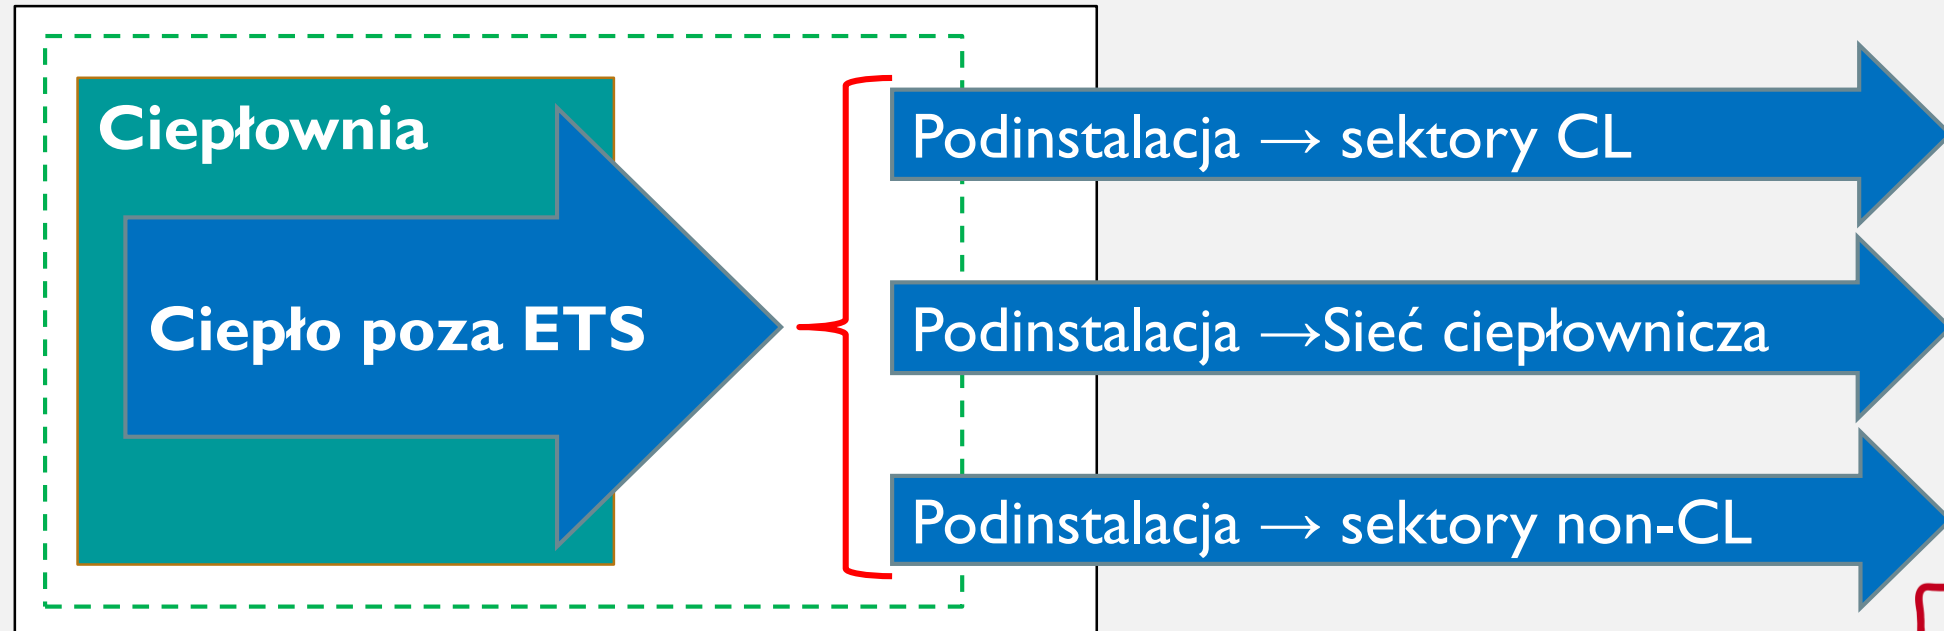 Ciepłownia
Ciepło poza ETS
Podinstalacja → sektory CL
Podinstalacja →Sieć ciepłownicza
Podinstalacja → sektory non-CL